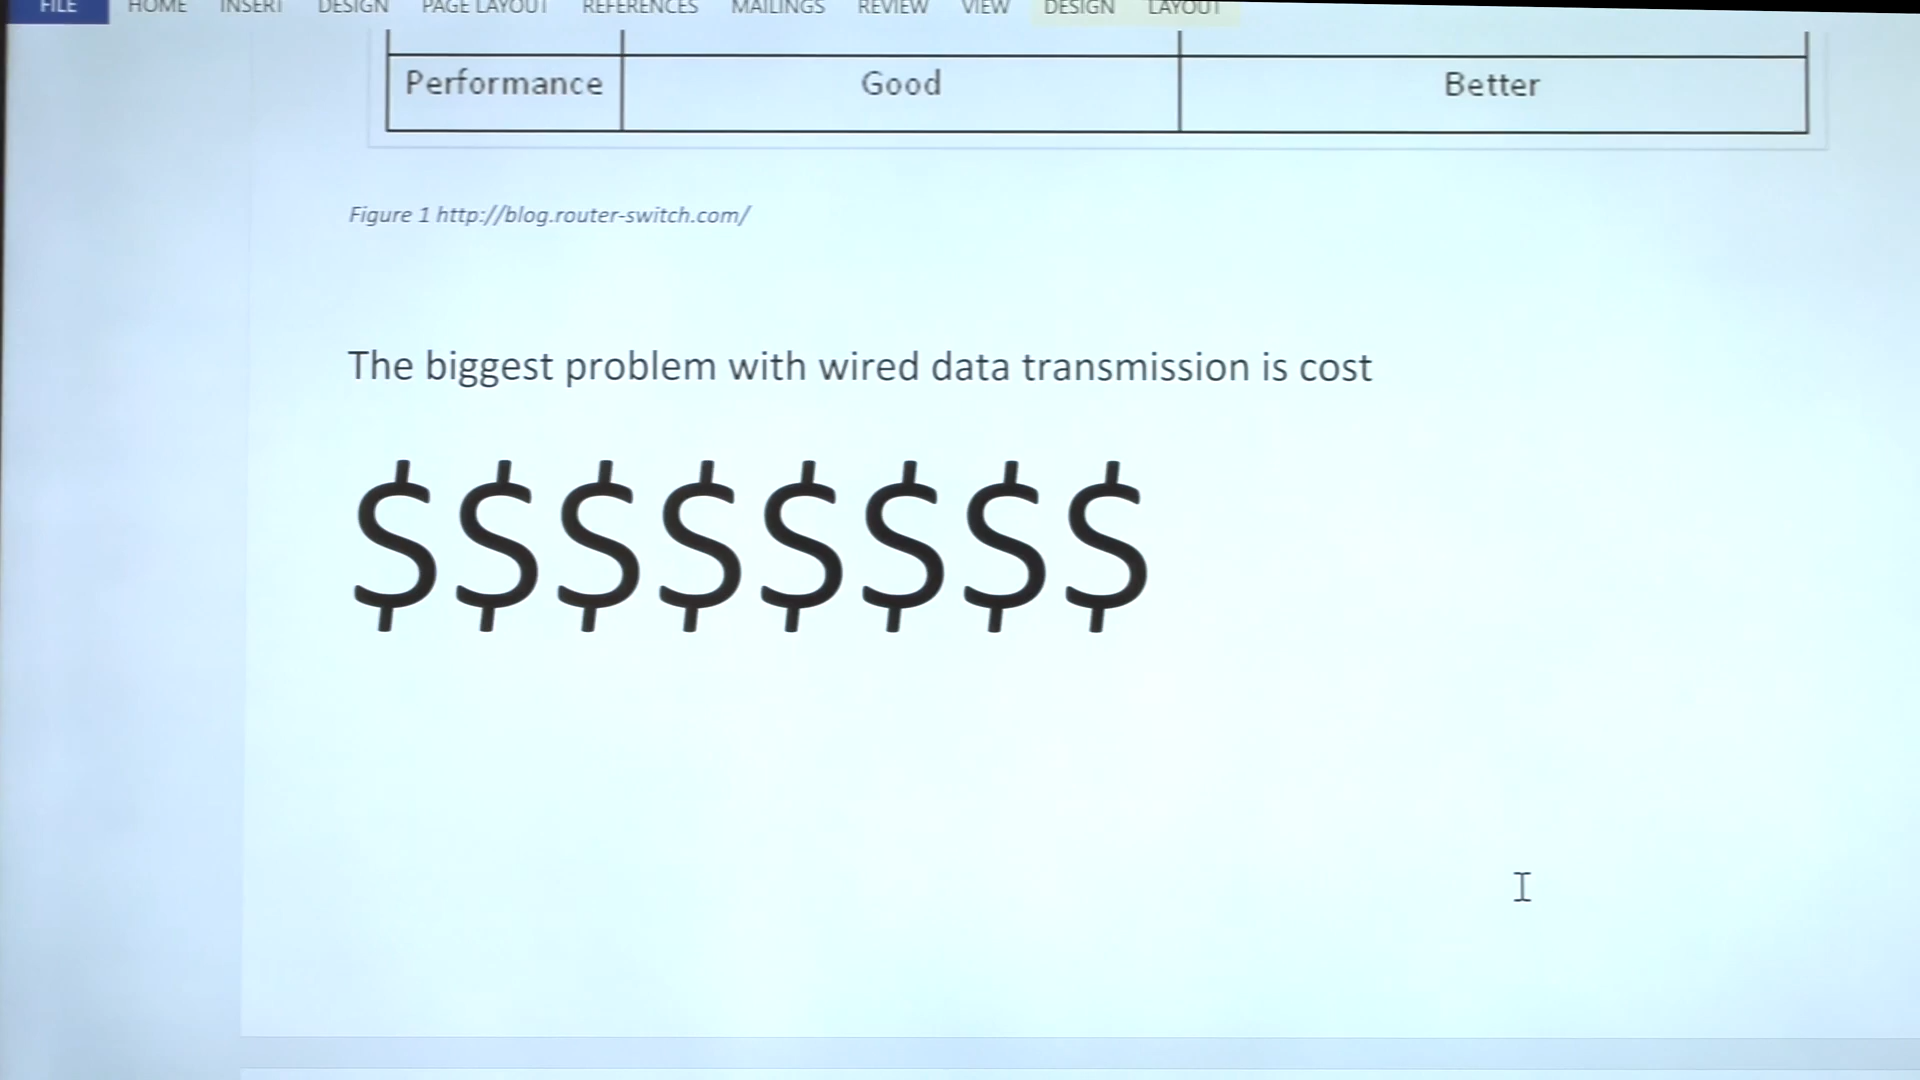 FILE HOME INSERT DESIGN PAGE LAYOUT REFERENCES MAILINGS REVIEW VIEW DESIGN LAYOUT
Performance Good Better
Figure 1 http://blog.router-switch.com/
The biggest problem with wired data transmission is cost
$$$$$$$$